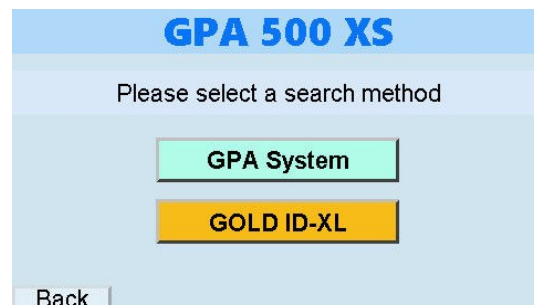 GPA 500 XS
Please select a search method
GPA System
GOLD ID-XL
Back